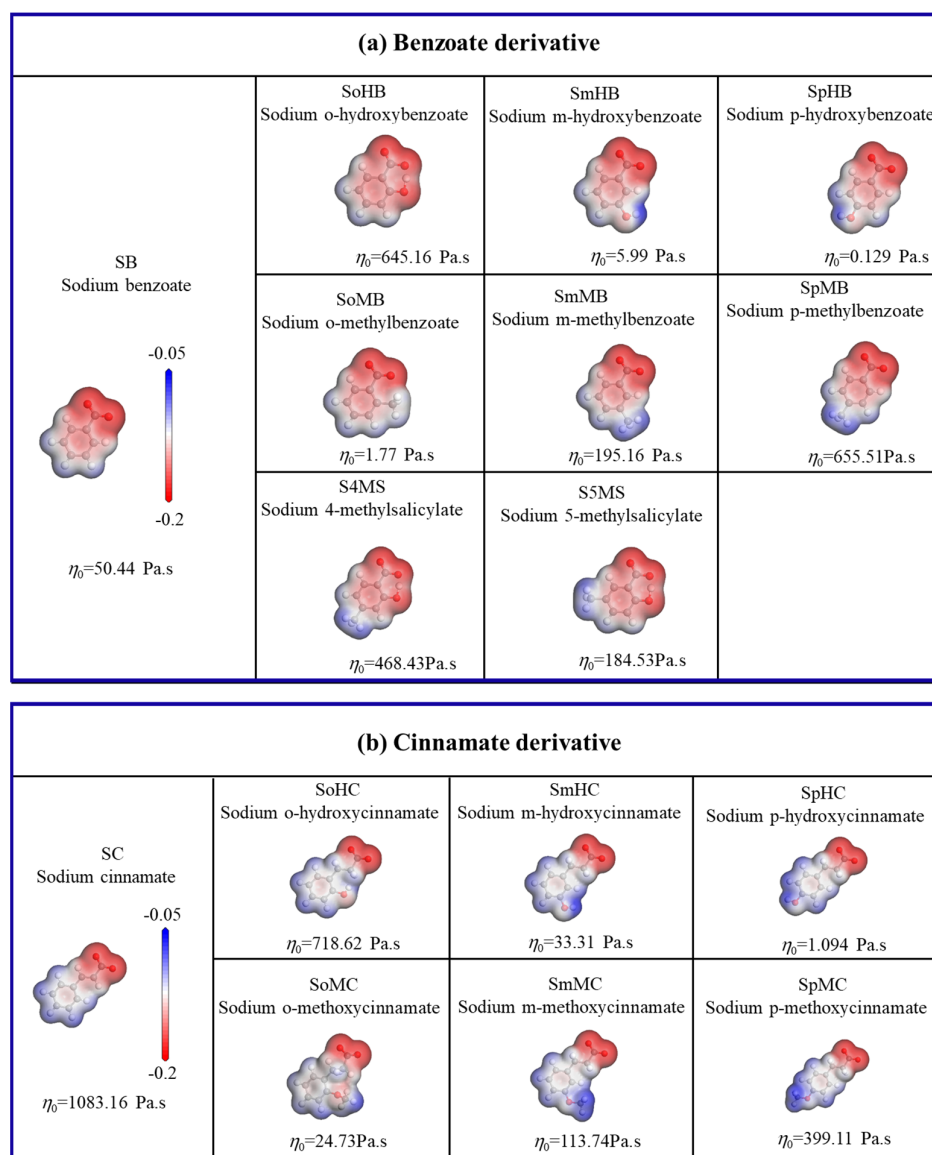 (a) Benzoate derivative
SB
Sodium benzoate
-0.05
-0.2
η0=50.44 Pa.s
SoHB
Sodium o-hydroxybenzoate
η0=645.16 Pa.s
SmHB
Sodium m-hydroxybenzoate
η0=5.99 Pa.s
SpHB
Sodium p-hydroxybenzoate
η0=0.129 Pa.s
SoMB
Sodium o-methylbenzoate
η0=1.77 Pa.s
SmMB
Sodium m-methylbenzoate
η0=195.16 Pa.s
SpMB
Sodium p-methylbenzoate
η0=655.51Pa.s
S4MS
Sodium 4-methylsalicylate
η0=468.43Pa.s
S5MS
Sodium 5-methylsalicylate
η0=184.53Pa.s
(b) Cinnamate derivative
SC
Sodium cinnamate
-0.05
-0.2
η0=1083.16 Pa.s
SoHC
Sodium o-hydroxycinnamate
η0=718.62 Pa.s
SmHC
Sodium m-hydroxycinnamate
η0=33.31 Pa.s
SpHC
Sodium p-hydroxycinnamate
η0=1.094 Pa.s
SoMC
Sodium o-methoxycinnamate
η0=24.73Pa.s
SmMC
Sodium m-methoxycinnamate
η0=113.74Pa.s
SpMC
Sodium p-methoxycinnamate
η0=399.11 Pa.s